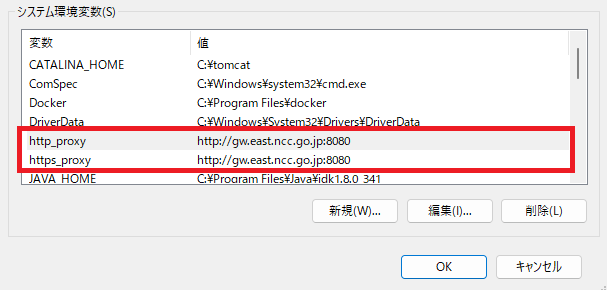 システム環境変数(S)
変数 値
CATALINA_HOME C:¥tomcat
ComSpec C:¥Windows¥system32¥cmd.exe
Docker C:¥Program Files¥docker
DriverData C:¥Windows¥System32¥Drivers¥DriverData
http_proxy http://gw.east.ncc.go.jp:8080
https_proxy http://gw.east.ncc.go.jp:8080
JAVA_HOME C:¥Program Files¥Java¥jdk1.8.0_341
新規(W)... 編集(I)... 削除(L)
OK キャンセル